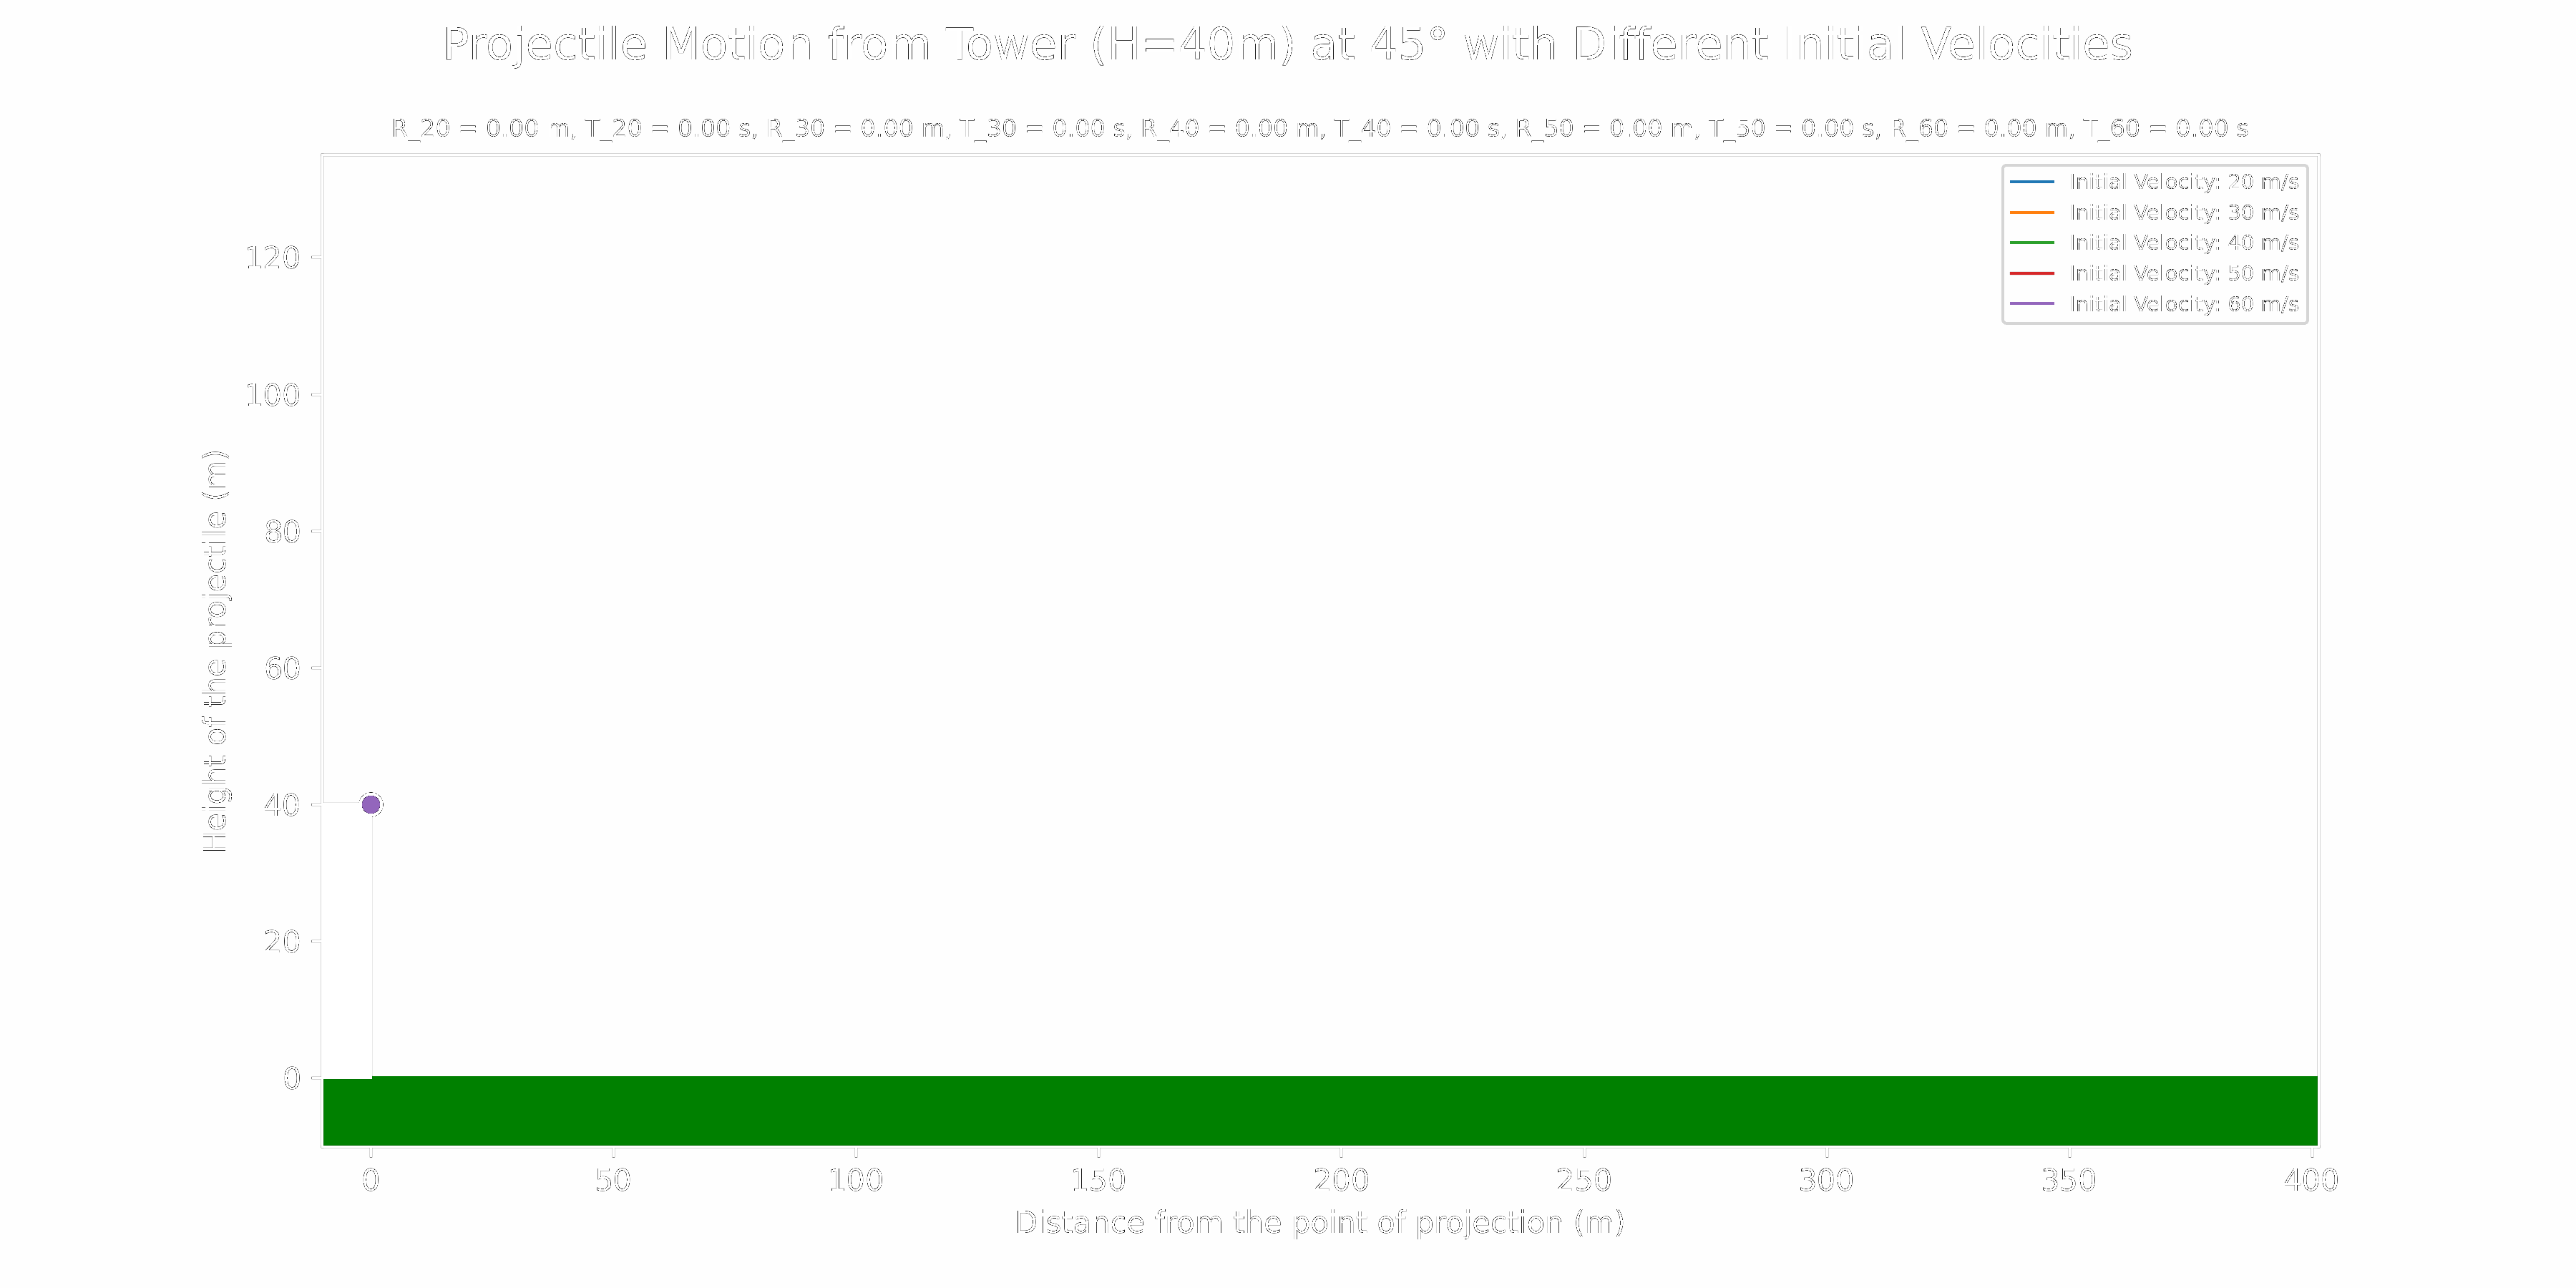 Projectile Motion from Tower (H=40m) at 45° with Different Initial Velocities
R_20 = 0.00 m, T_20 = 0.00 s, R_30 = 0.00 m, T_30 = 0.00 s, R_40 = 0.00 m, T_40 = 0.00 s, R_50 = 0.00 m, T_50 = 0.00 s, R_60 = 0.00 m, T_60 = 0.00 s
Initial Velocity: 20 m/s
Initial Velocity: 30 m/s
Initial Velocity: 40 m/s
Initial Velocity: 50 m/s
Initial Velocity: 60 m/s
Height of the projectile (m)
120
100
80
60
40
20
0
0 50 100 150 200 250 300 350 400
Distance from the point of projection (m)